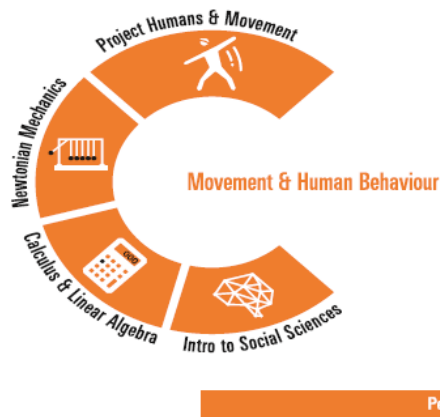 Project Humans & Movement
Newtonian Mechanics
Movement & Human Behaviour
Calculus & Linear Algebra
Intro to Social Sciences